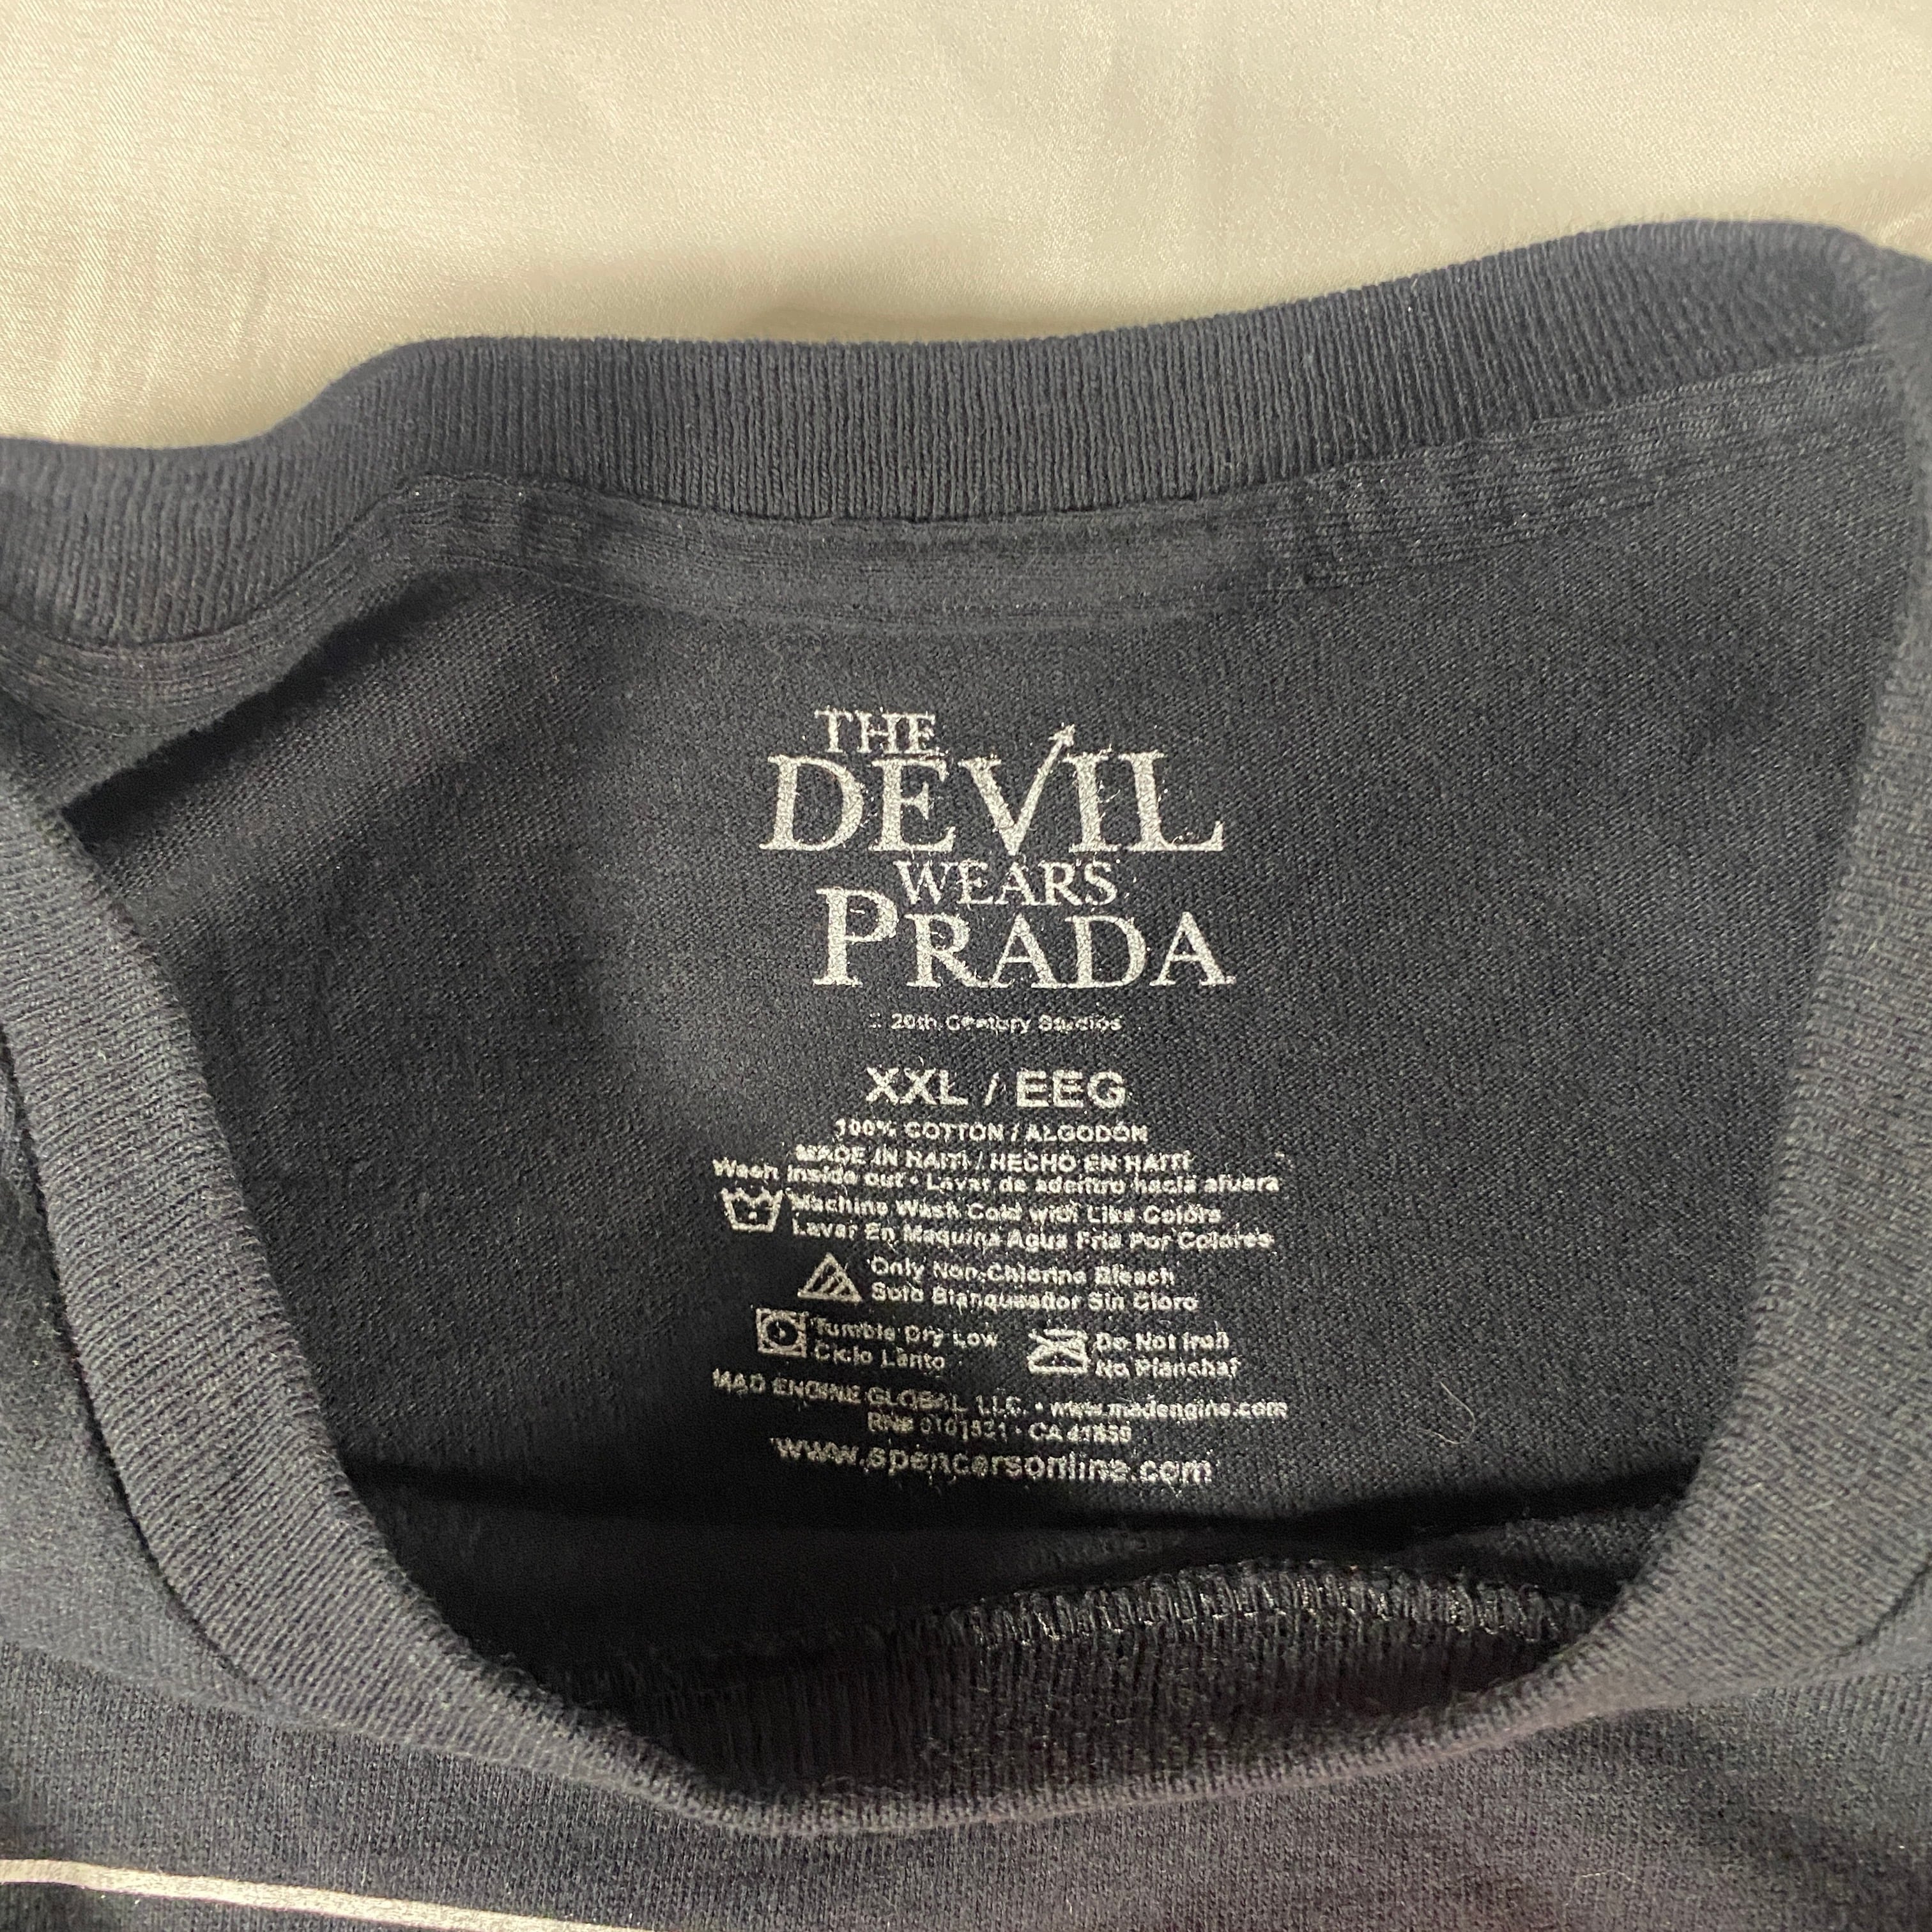 THE
DEVIL
WEARS
PRADA
© 20th Century Studios
XXL / EEG
100% COTTON / ALGODÓN
MADE IN HAITI / HECHO EN HAITÍ
Wash inside out • Lavar de adentro hacia afuera
Machine Wash Cold with Like Colors
Lavar En Maquina Agua Fria Por Colores
Only Non-Chlorine Bleach
Solo Blanqueador Sin Cloro
Tumble Dry Low
Ciclo Lento
Do Not Iron
No Planchar
MAD ENGINE GLOBAL, LLC. • www.madengine.com
RN# CA
www.spencersonline.com